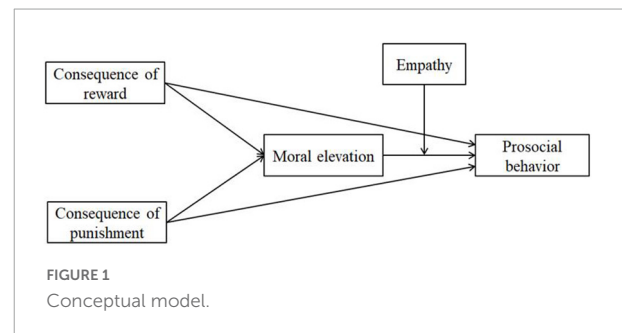 Consequence of
reward
Empathy
Moral elevation
Prosocial
behavior
Consequence of
punishment
FIGURE 1
Conceptual model.